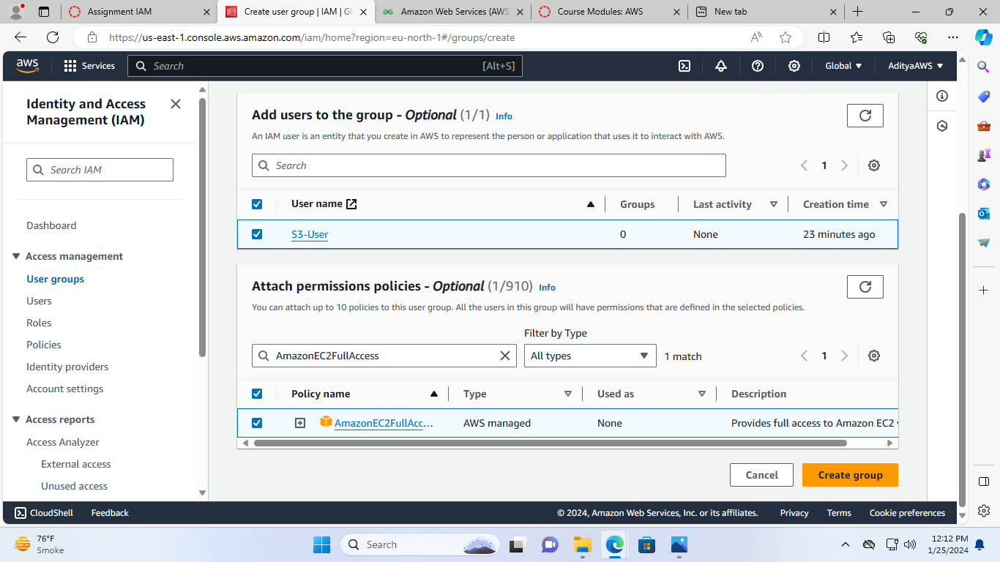 Assignment IAM
Create user group | IAM | Gl
Amazon Web Services (AWS
Course Modules: AWS
New tab
https://us-east-1.console.aws.amazon.com/iam/home?region=eu-north-1#/groups/create
aws
Services
Search
[Alt+S]
Global
AdityaAWS
Identity and Access
Management (IAM)
Search IAM
Dashboard
Access management
User groups
Users
Roles
Policies
Identity providers
Account settings
Access reports
Access Analyzer
External access
Unused access
Add users to the group - Optional (1/1) Info
An IAM user is an entity that you create in AWS to represent the person or application that uses it to interact with AWS.
Search
1
User name Groups Last activity Creation time
S3-User 0 None 23 minutes ago
Attach permissions policies - Optional (1/910) Info
You can attach up to 10 policies to this user group. All the users in this group will have permissions that are defined in the selected policies.
Filter by Type
AmazonEC2FullAccess All types 1 match 1
Policy name Type Used as Description
AmazonEC2FullAcc... AWS managed None Provides full access to Amazon EC2 v
Cancel Create group
CloudShell Feedback © 2024, Amazon Web Services, Inc. or its affiliates. Privacy Terms Cookie preferences
76°F
Smoke
Search
12:12 PM
1/25/2024